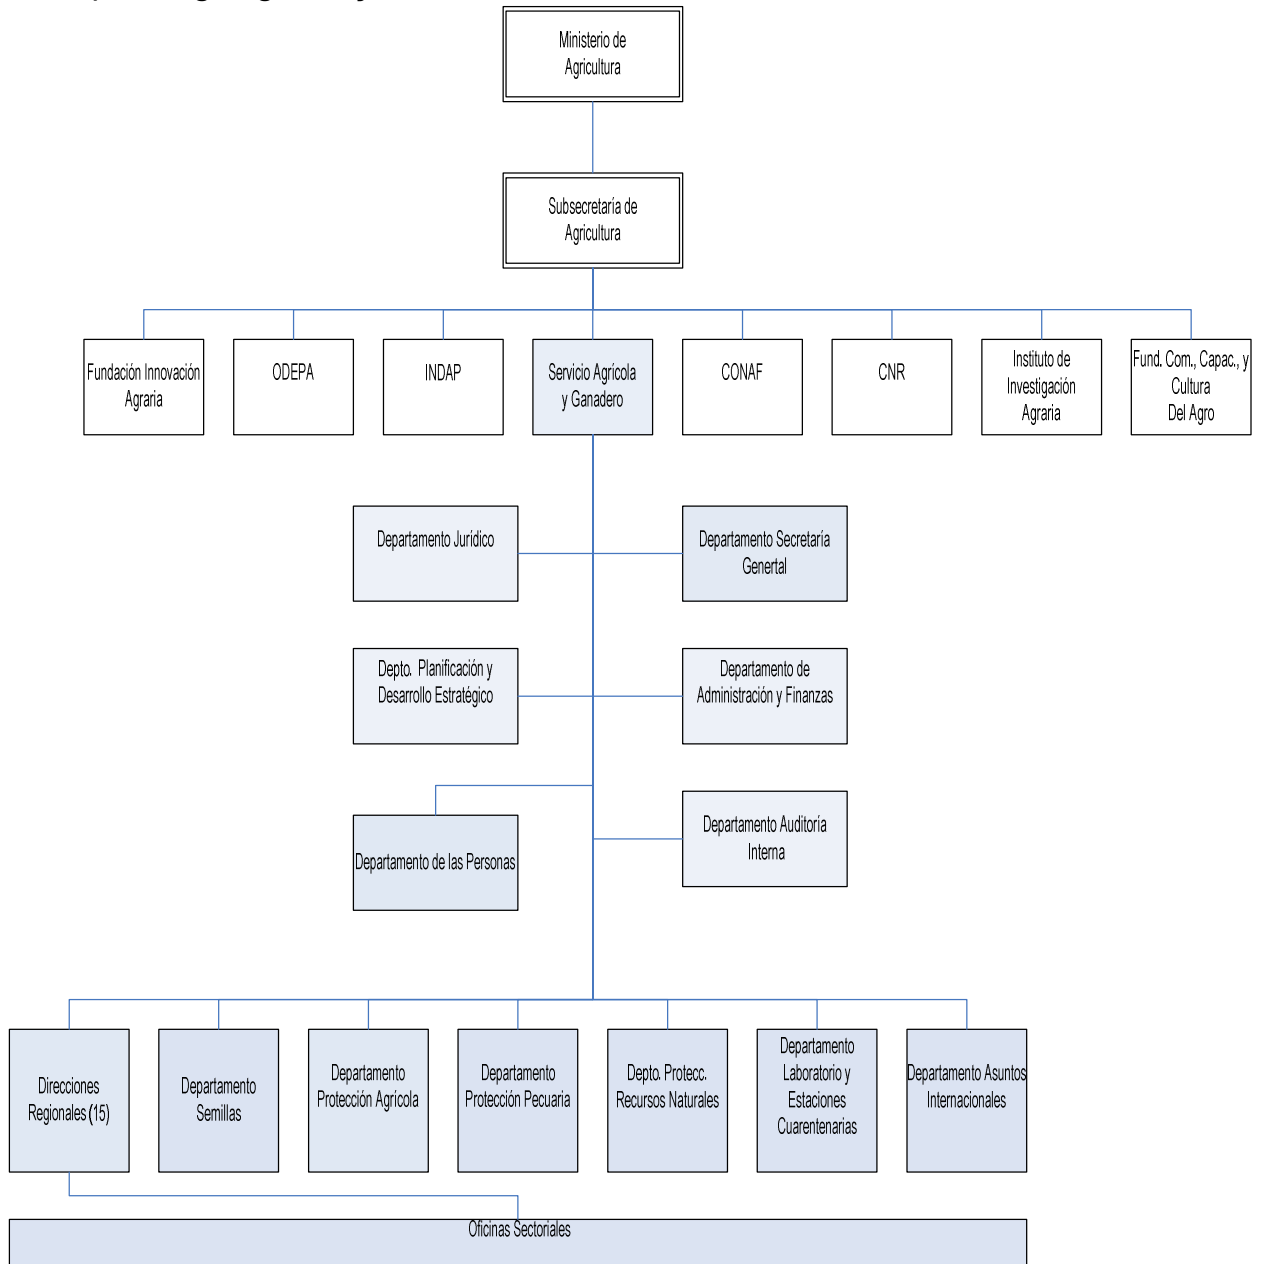 Ministerio de
Agricultura
Subsecretaría de
Agricultura
Fundación Innovación
Agraria
ODEPA
INDAP
Servicio Agrícola
y Ganadero
CONAF
CNR
Instituto de
Investigación
Agraria
Fund. Com., Capac., y
Cultura
Del Agro
Departamento Jurídico
Departamento Secretaría
Genertal
Depto. Planificación y
Desarrollo Estratégico
Departamento de
Administración y Finanzas
Departamento de las Personas
Departamento Auditoría
Interna
Direcciones
Regionales (15)
Departamento
Semillas
Departamento
Protección Agrícola
Departamento
Protección Pecuaria
Depto. Protecc.
Recursos Naturales
Departamento
Laboratorio y
Estaciones
Cuarentenarias
Departamento Asuntos
Internacionales
Oficinas Sectoriales